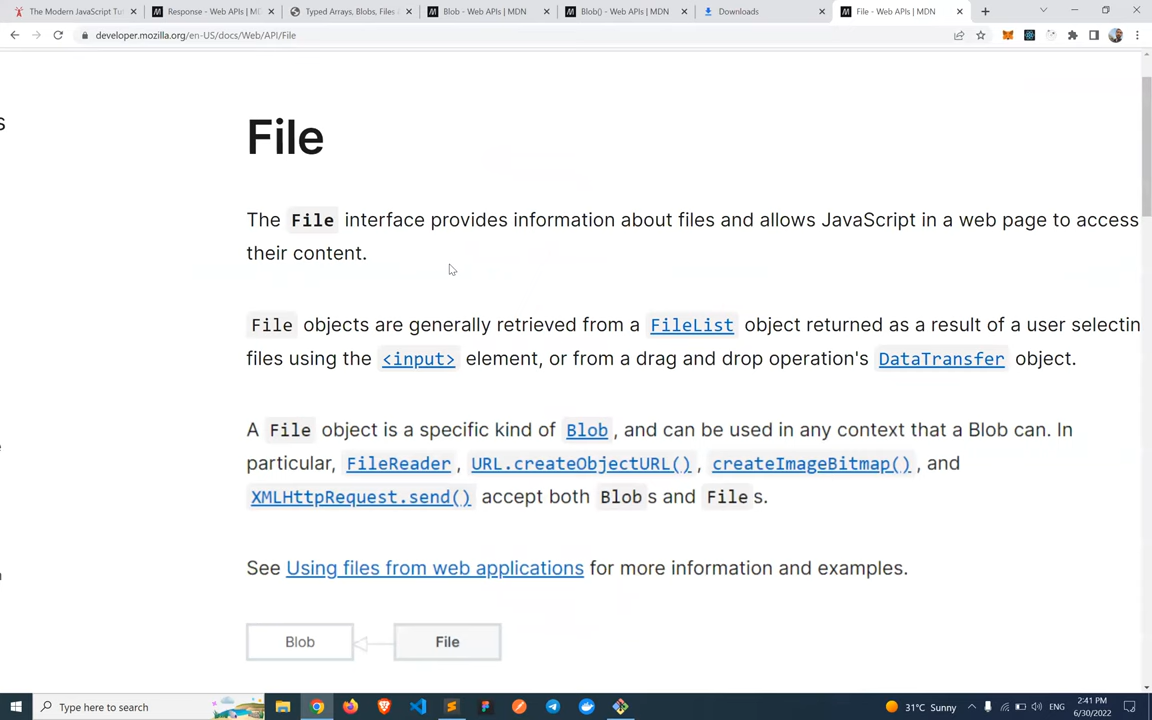 The Modern JavaScript Tut
Response - Web APIs | MD
Typed Arrays, Blobs, Files
Blob - Web APIs | MDN
Blob() - Web APIs | MDN
Downloads
File - Web APIs | MDN
developer.mozilla.org/en-US/docs/Web/API/File
s
File
The File interface provides information about files and allows JavaScript in a web page to access
their content.
File objects are generally retrieved from a FileList object returned as a result of a user selectin
files using the <input> element, or from a drag and drop operation's DataTransfer object.
A File object is a specific kind of Blob, and can be used in any context that a Blob can. In
particular, FileReader, URL.createObjectURL(), createImageBitmap(), and
XMLHttpRequest.send() accept both Blobs and Files.
See Using files from web applications for more information and examples.
Blob
File
Type here to search
31°C Sunny
ENG
2:41 PM
6/30/2022